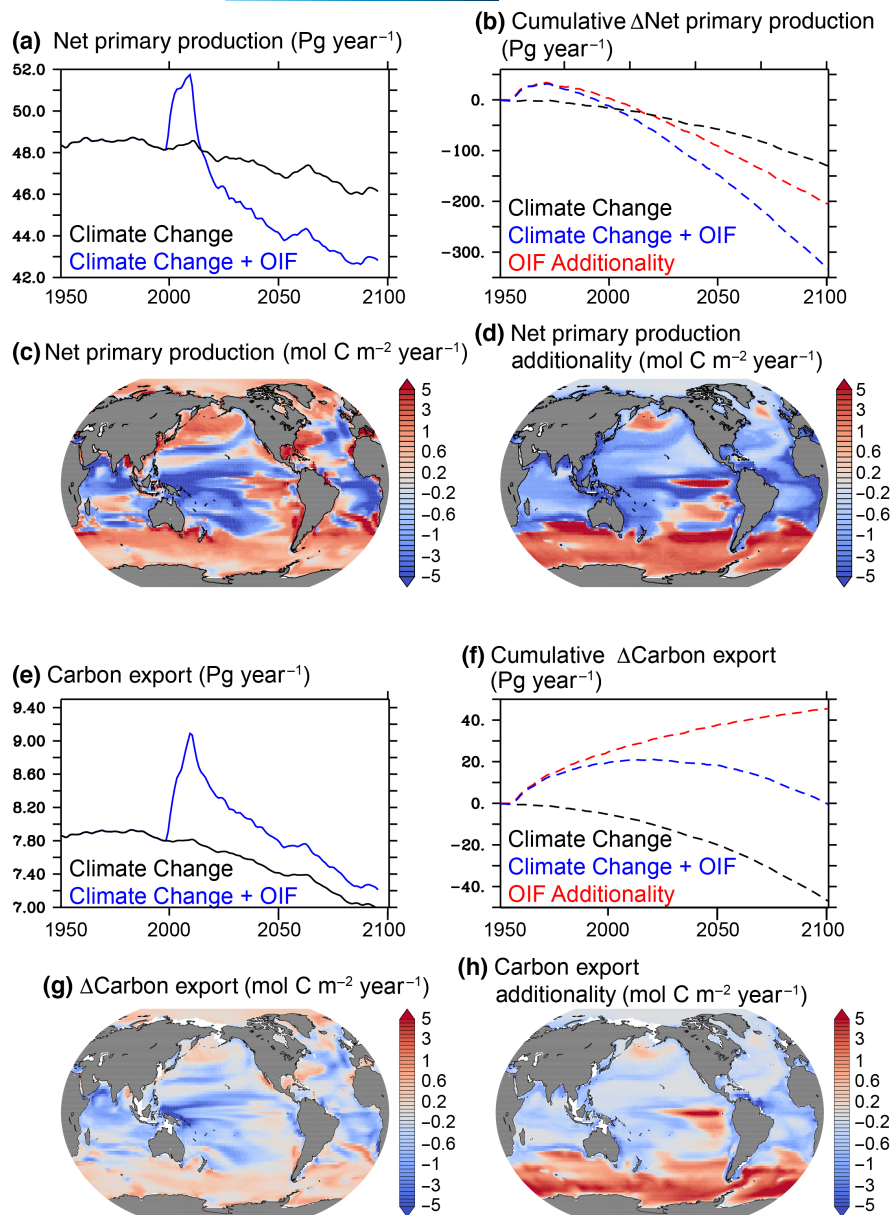 (a) Net primary production (Pg year⁻¹)
52.0
50.0
48.0
46.0
44.0
42.0
Climate Change
Climate Change + OIF
1950 2000 2050 2100
(b) Cumulative ΔNet primary production
(Pg year⁻¹)
0.
−100.
−200.
−300.
Climate Change
Climate Change + OIF
OIF Additionality
1950 2000 2050 2100
(c) Net primary production (mol C m⁻² year⁻¹)
5
3
1
0.6
0.2
−0.2
−0.6
−1
−3
−5
(d) Net primary production
additionality (mol C m⁻² year⁻¹)
5
3
1
0.6
0.2
−0.2
−0.6
−1
−3
−5
(e) Carbon export (Pg year⁻¹)
9.40
9.00
8.60
8.20
7.80
7.40
7.00
Climate Change
Climate Change + OIF
1950 2000 2050 2100
(f) Cumulative ΔCarbon export
(Pg year⁻¹)
40.
20.
0.
−20.
−40.
Climate Change
Climate Change + OIF
OIF Additionality
1950 2000 2050 2100
(g) ΔCarbon export (mol C m⁻² year⁻¹)
5
3
1
0.6
0.2
−0.2
−0.6
−1
−3
−5
(h) Carbon export
additionality (mol C m⁻² year⁻¹)
5
3
1
0.6
0.2
−0.2
−0.6
−1
−3
−5